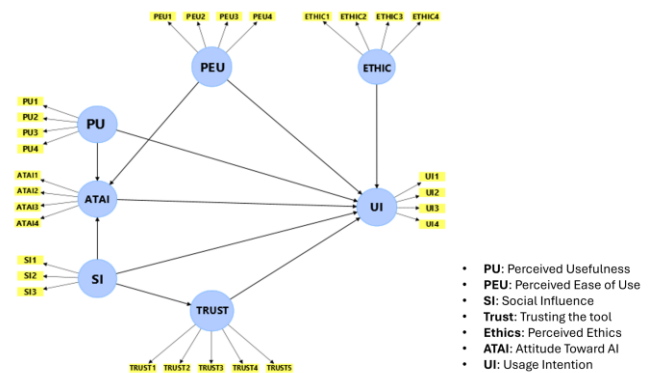 PEU1 PEU2 PEU3 PEU4
ETHIC1 ETHIC2 ETHIC3 ETHIC4
PEU
ETHIC
PU1
PU2
PU3
PU4
PU
ATAI1
ATAI2
ATAI3
ATAI4
ATAI
UI
UI1
UI2
UI3
UI4
SI1
SI2
SI3
SI
TRUST
TRUST1 TRUST2 TRUST3 TRUST4 TRUST5
• PU: Perceived Usefulness
• PEU: Perceived Ease of Use
• SI: Social Influence
• Trust: Trusting the tool
• Ethics: Perceived Ethics
• ATAI: Attitude Toward AI
• UI: Usage Intention